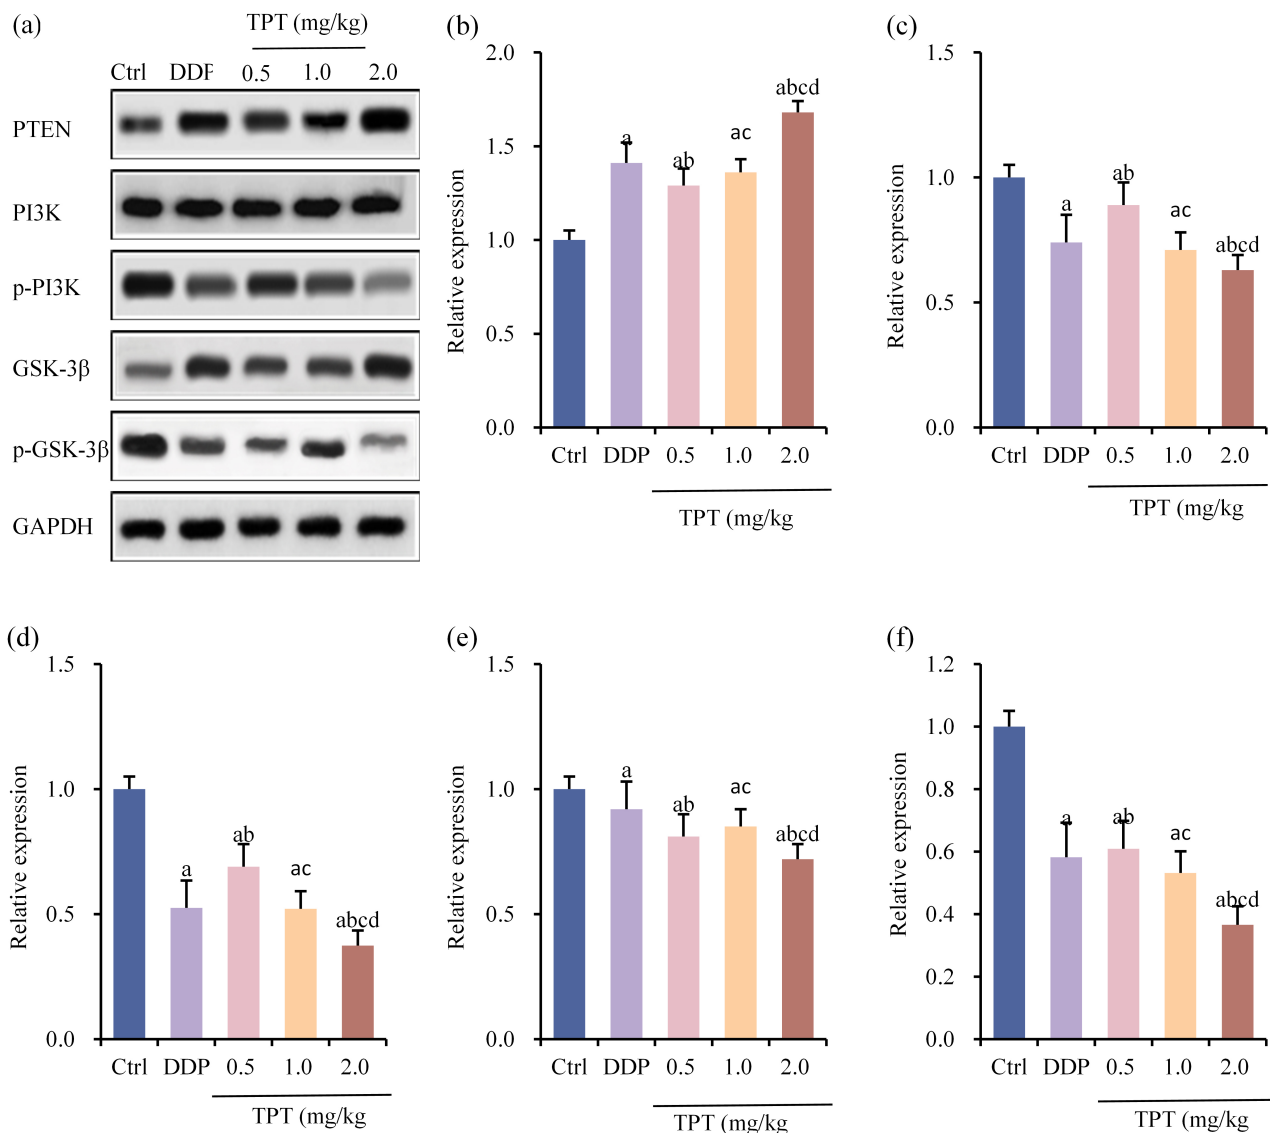 (a)
TPT (mg/kg)
Ctrl DDP 0.5 1.0 2.0
PTEN
PI3K
p-PI3K
GSK-3β
p-GSK-3β
GAPDH
(b)
Relative expression
2.0
1.5
1.0
0.5
0.0
a
ab
ac
abcd
Ctrl DDP 0.5 1.0 2.0
TPT (mg/kg
(c)
Relative expression
1.5
1.0
0.5
0.0
a
ab
ac
abcd
Ctrl DDP 0.5 1.0 2.0
TPT (mg/kg
(d)
Relative expression
1.5
1.0
0.5
0.0
a
ab
ac
abcd
Ctrl DDP 0.5 1.0 2.0
TPT (mg/kg
(e)
Relative expression
1.5
1.0
0.5
0.0
a
ab
ac
abcd
Ctrl DDP 0.5 1.0 2.0
TPT (mg/kg
(f)
Relative expression
1.2
1.0
0.8
0.6
0.4
0.2
0.0
a
ab
ac
abcd
Ctrl DDP 0.5 1.0 2.0
TPT (mg/kg